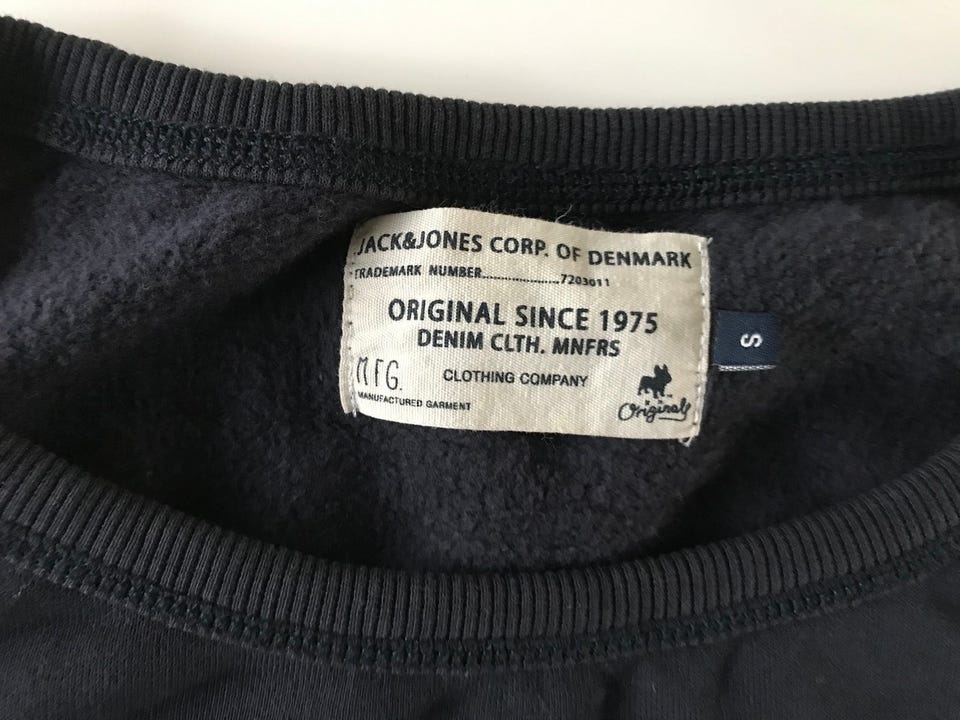 JACK&JONES CORP. OF DENMARK
TRADEMARK NUMBER......................7203011
ORIGINAL SINCE 1975
DENIM CLTH. MNFRS
MFG.
CLOTHING COMPANY
MANUFACTURED GARMENT
Originals
S